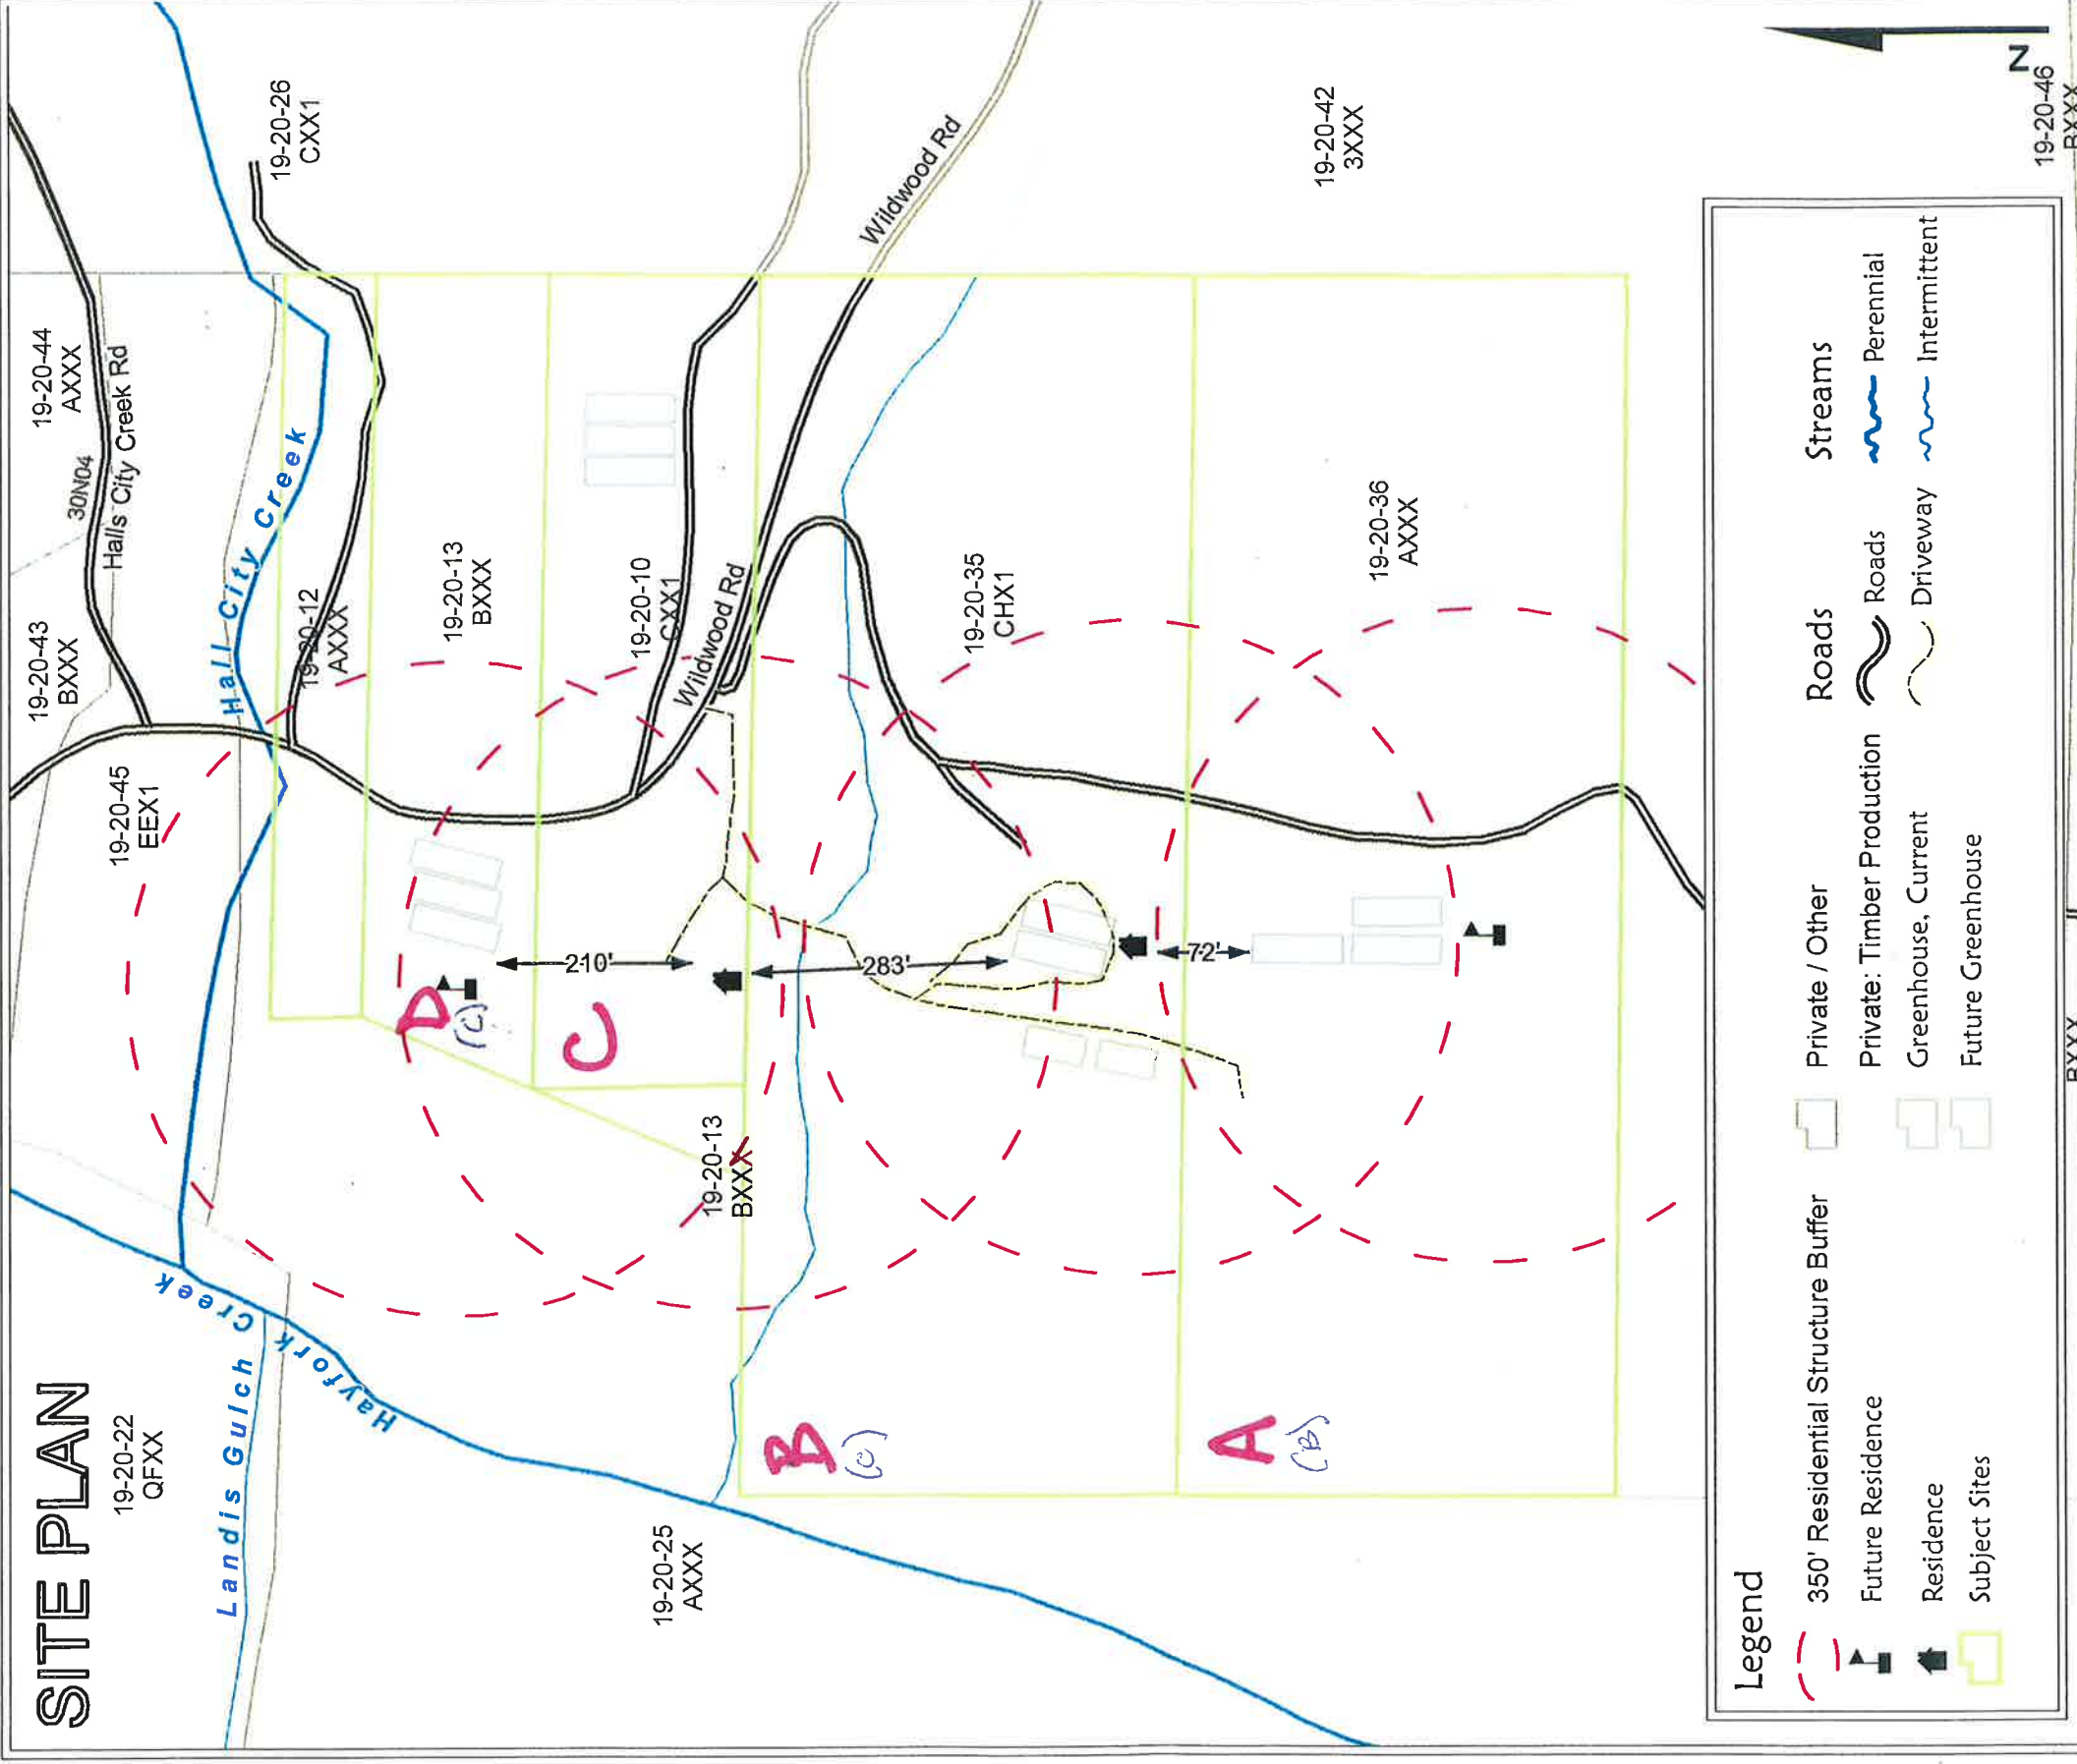 SITE PLAN
19-20-22
QFXX
Landis Gulch
Hayfork Creek
19-20-25
AXXX
19-20-45
EEX1
19-20-43
BXXX
19-20-44
AXXX
30N04
Halls City Creek Rd
Hall City Creek
19-20-26
CXX1
19-20-12
AXXX
19-20-13
BXXX
19-20-10
CXX1
Wildwood Rd
Wildwood Rd
19-20-42
3XXX
D
(C)
210'
C
19-20-13
BXXX
283'
19-20-35
CHX1
B
(C)
72'
19-20-36
AXXX
A
(B)
N
19-20-46
BXXX
BXXX
Legend
350' Residential Structure Buffer
Future Residence
Residence
Subject Sites
Private / Other
Private: Timber Production
Greenhouse, Current
Future Greenhouse
Roads
Roads
Driveway
Streams
Perennial
Intermittent